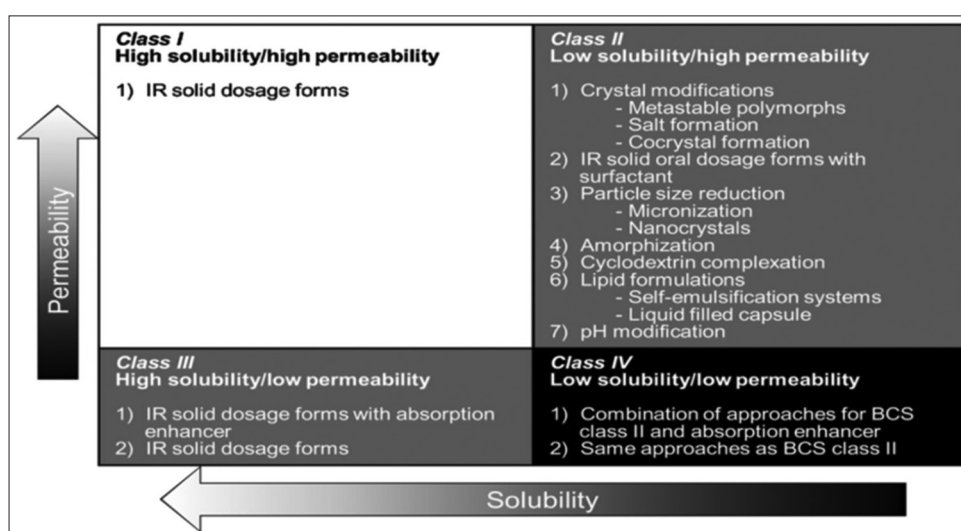 Class I
High solubility/high permeability
1) IR solid dosage forms
Class II
Low solubility/high permeability
1) Crystal modifications
- Metastable polymorphs
- Salt formation
- Cocrystal formation
2) IR solid oral dosage forms with
surfactant
3) Particle size reduction
- Micronization
- Nanocrystals
4) Amorphization
5) Cyclodextrin complexation
6) Lipid formulations
- Self-emulsification systems
- Liquid filled capsule
7) pH modification
Permeability
Class III
High solubility/low permeability
1) IR solid dosage forms with absorption
enhancer
2) IR solid dosage forms
Class IV
Low solubility/low permeability
1) Combination of approaches for BCS
class II and absorption enhancer
2) Same approaches as BCS class II
Solubility